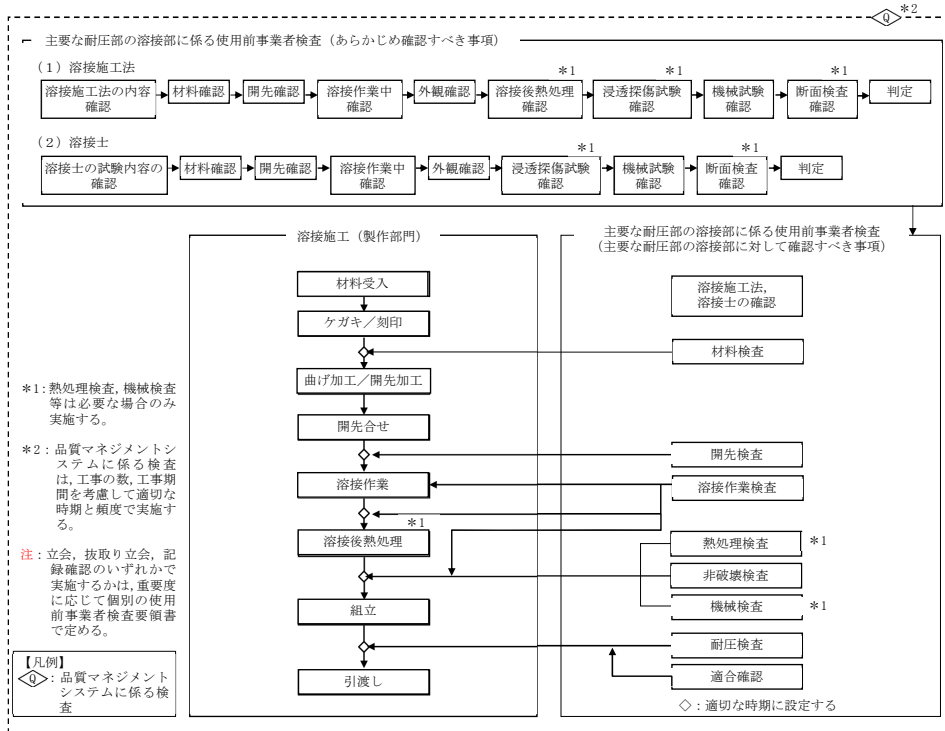 Q *2
主要な耐圧部の溶接部に係る使用前事業者検査（あらかじめ確認すべき事項）
（1）溶接施工法
*1 *1 *1
溶接施工法の内容
確認
材料確認
開先確認
溶接作業中
確認
外観確認
溶接後熱処理
確認
浸透探傷試験
確認
機械試験
確認
断面検査
確認
判定
（2）溶接士
*1 *1
溶接士の試験内容の
確認
材料確認
開先確認
溶接作業中
確認
外観確認
浸透探傷試験
確認
機械試験
確認
断面検査
確認
判定
溶接施工（製作部門）
材料受入
ケガキ／刻印
曲げ加工／開先加工
開先合せ
溶接作業
*1
溶接後熱処理
組立
引渡し
主要な耐圧部の溶接部に係る使用前事業者検査
（主要な耐圧部の溶接部に対して確認すべき事項）
溶接施工法，
溶接士の確認
材料検査
開先検査
溶接作業検査
熱処理検査 *1
非破壊検査
機械検査 *1
耐圧検査
適合確認
◇：適切な時期に設定する
*1：熱処理検査，機械検査
等は必要な場合のみ
実施する。
*2：品質マネジメントシ
ステムに係る検査
は，工事の数，工事期
間を考慮して適切な
時期と頻度で実施す
る。
注：立会，抜取り立会，記
録確認のいずれかで
実施するかは，重要度
に応じて個別の使用
前事業者検査要領書
で定める。
【凡例】
Q：品質マネジメント
システムに係る検
査